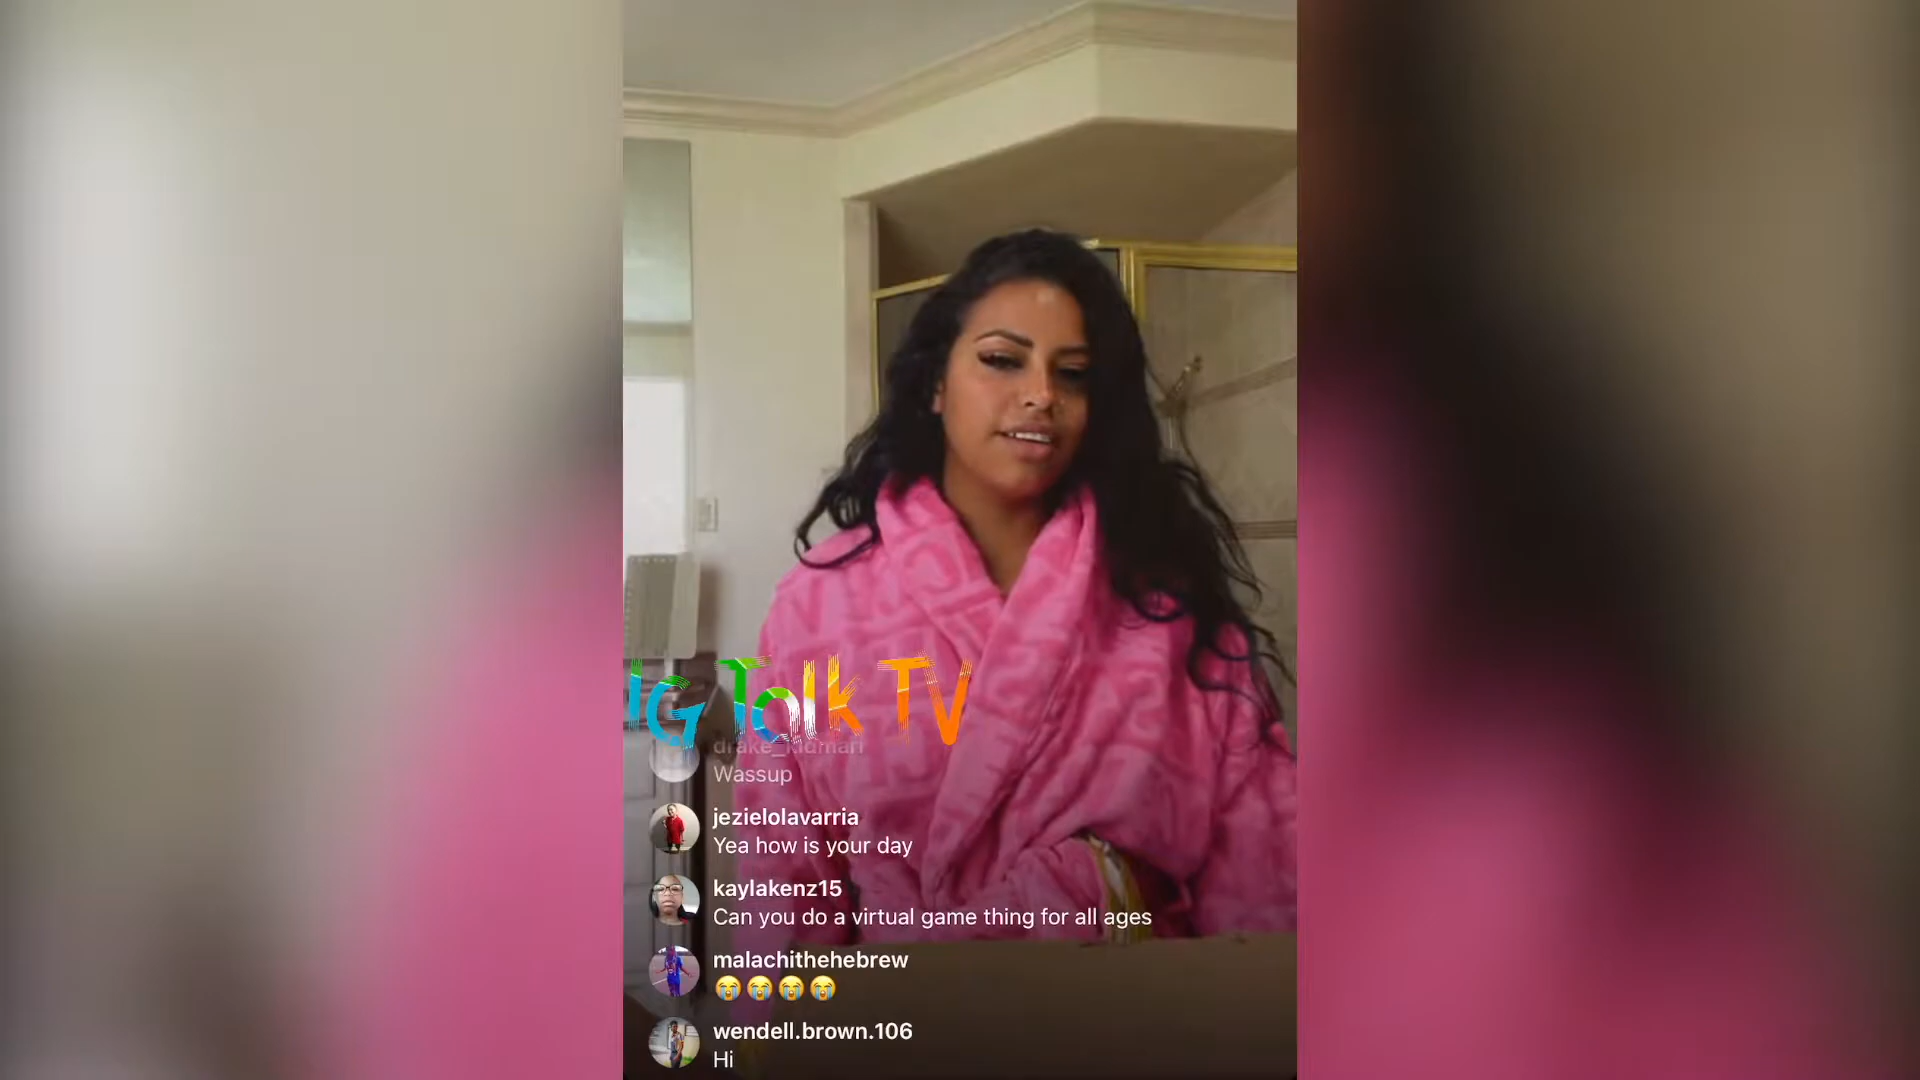 IG Talk TV
drake_kidmari
Wassup
jezielolavarria
Yea how is your day
kaylakenz15
Can you do a virtual game thing for all ages
malachithehebrew
😭😭😭😭
wendell.brown.106
Hi